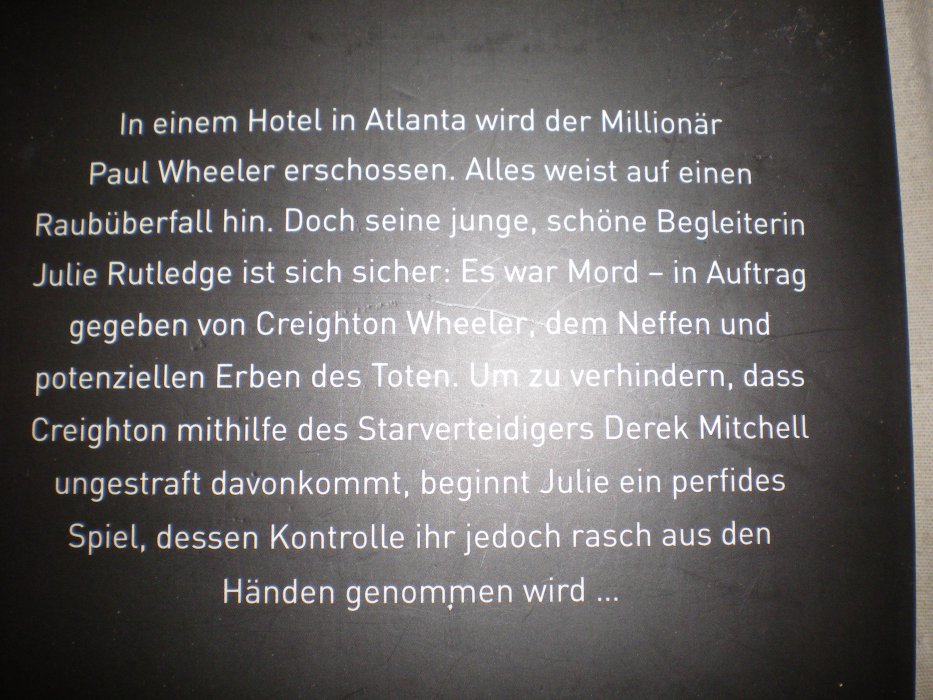 In einem Hotel in Atlanta wird der Millionär
Paul Wheeler erschossen. Alles weist auf einen
Raubüberfall hin. Doch seine junge, schöne Begleiterin
Julie Rutledge ist sich sicher: Es war Mord – in Auftrag
gegeben von Creighton Wheeler, dem Neffen und
potenziellen Erben des Toten. Um zu verhindern, dass
Creighton mithilfe des Starverteidigers Derek Mitchell
ungestraft davonkommt, beginnt Julie ein perfides
Spiel, dessen Kontrolle ihr jedoch rasch aus den
Händen genommen wird ...